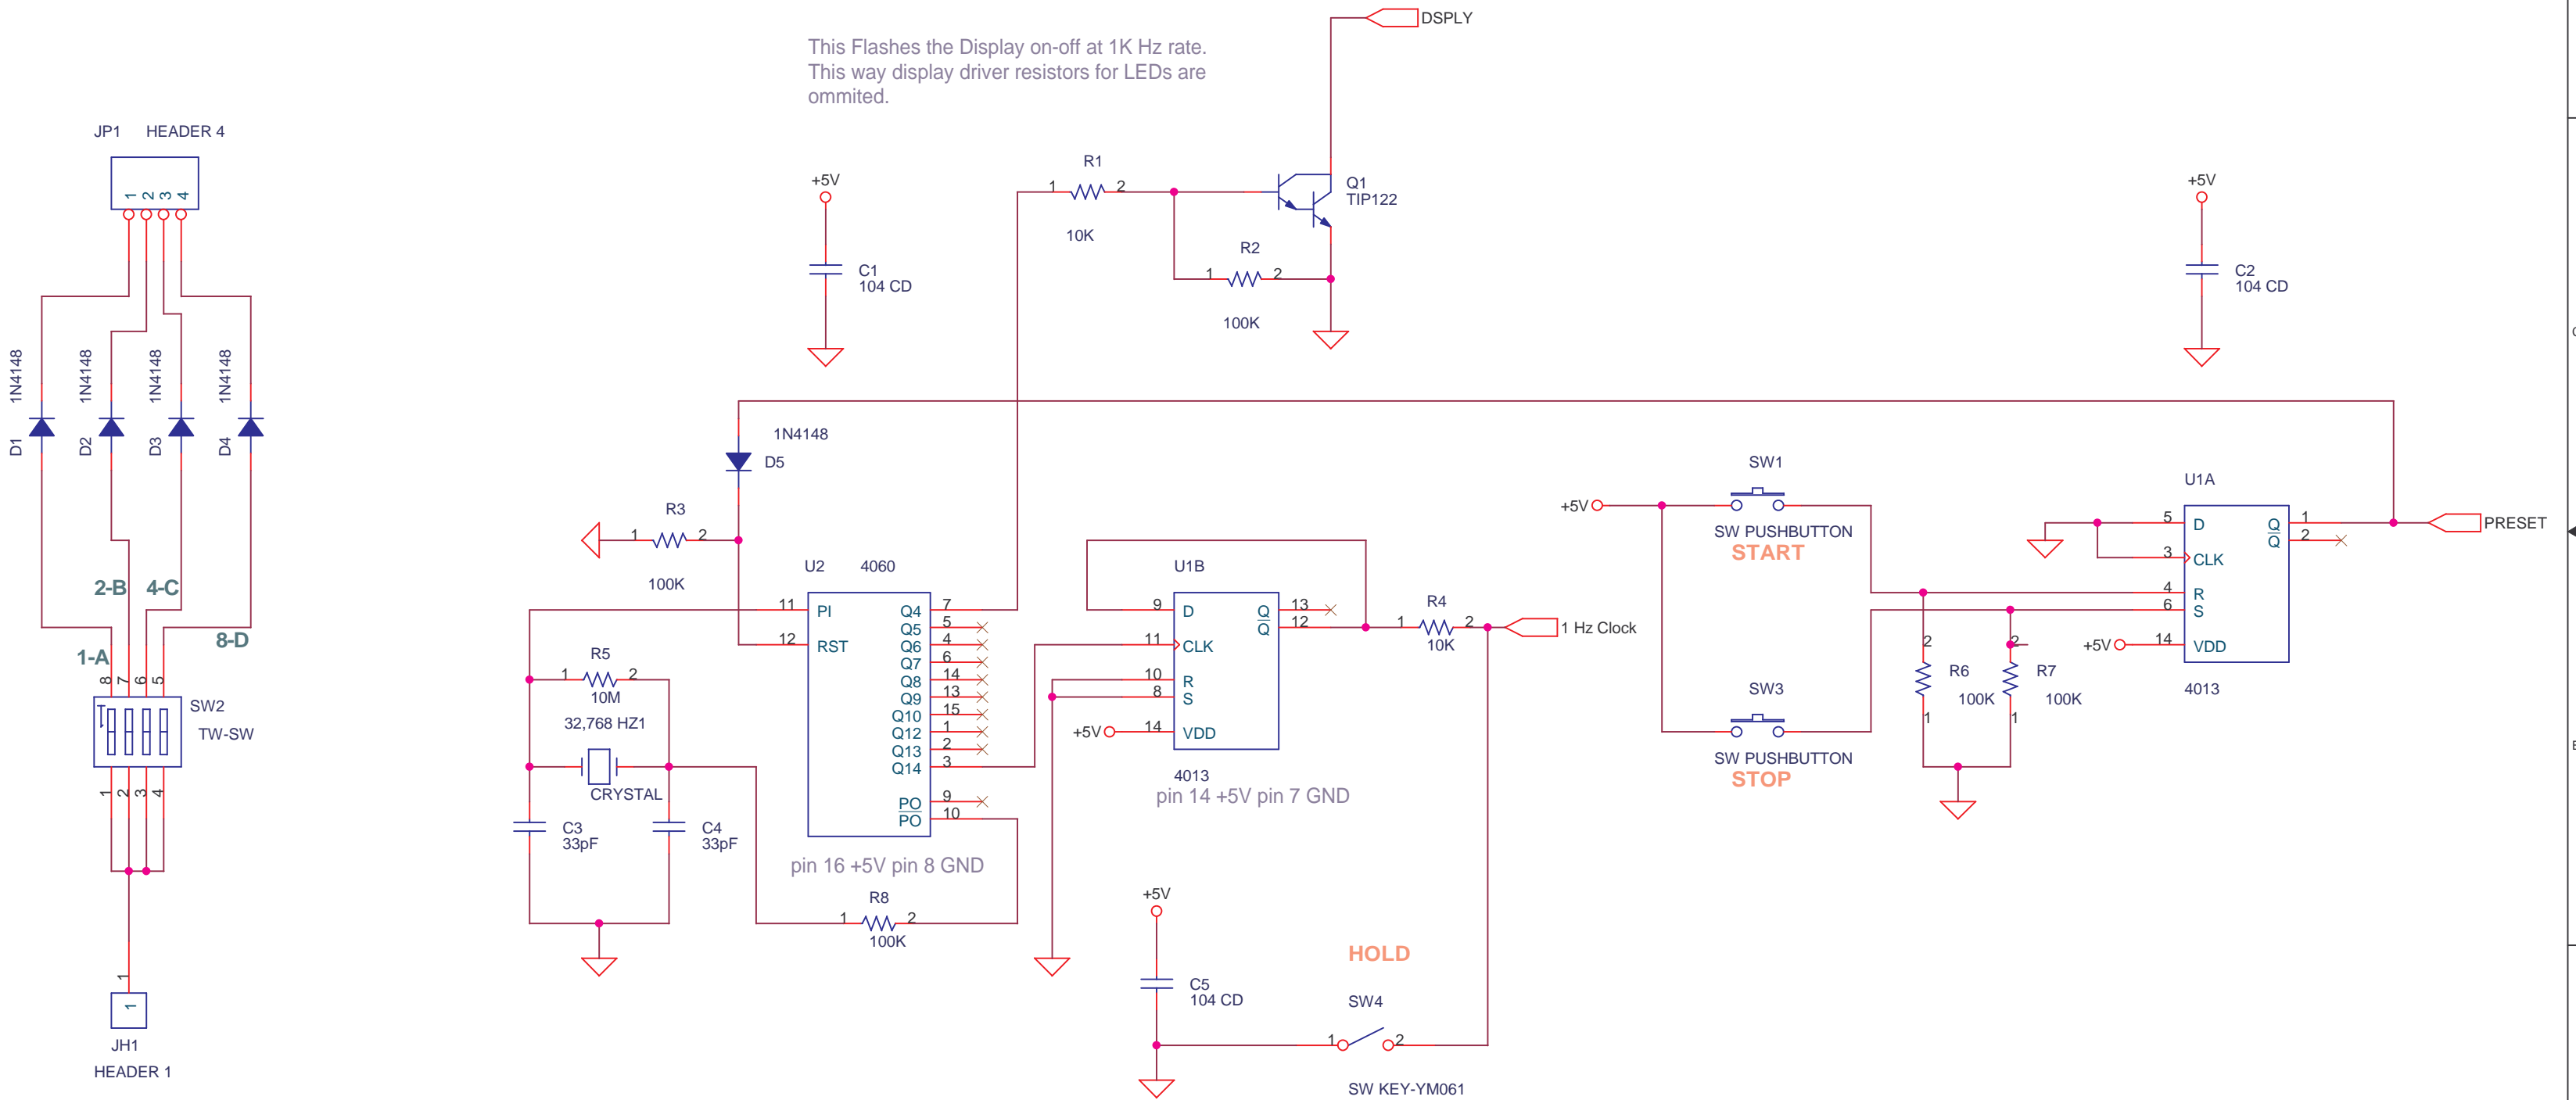 This Flashes the Display on-off at 1K Hz rate.
This way display driver resistors for LEDs are
ommited.
DSPLY
JP1 HEADER 4
1 2 3 4
1N4148 D1
1N4148 D2
1N4148 D3
1N4148 D4
2-B 4-C
8-D
1-A
8 7 6 5
SW2
TW-SW
1 2 3 4
1
1
JH1
HEADER 1
+5V
C1
104 CD
R1
1 2
10K
Q1
TIP122
R2
1 2
100K
+5V
C2
104 CD
1N4148
D5
R3
1 2
100K
U2 4060
11 PI
12 RST
Q4 7
Q5 5
Q6 4
Q7 6
Q8 14
Q9 13
Q10 15
Q12 1
Q13 2
Q14 3
PO 9
PO 10
pin 16 +5V pin 8 GND
R5
1 2
10M
32,768 HZ1
CRYSTAL
C3
33pF
C4
33pF
R8
1 2
100K
U1B
9 D
11 CLK
10 R
8 S
+5V 14 VDD
Q 13
Q 12
4013
pin 14 +5V pin 7 GND
R4
1 2
10K
1 Hz Clock
+5V
C5
104 CD
HOLD
SW4
1 2
SW KEY-YM061
+5V
SW1
SW PUSHBUTTON
START
SW3
SW PUSHBUTTON
STOP
2
R6
100K
1
2
R7
100K
1
U1A
5 D
3 CLK
4 R
6 S
+5V 14 VDD
Q 1
Q 2
4013
PRESET